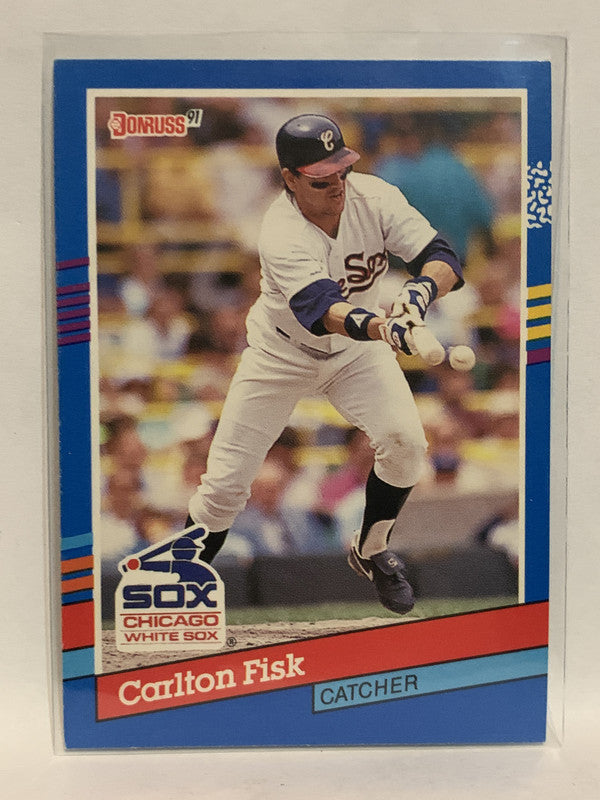 DONRUSS '91
C
Sox
SOX
CHICAGO
WHITE SOX ®
Carlton Fisk
CATCHER